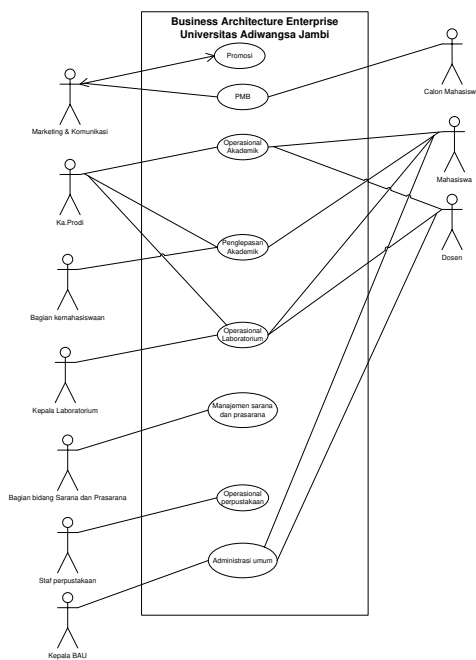 Business Architecture Enterprise
Universitas Adiwangsa Jambi
Promosi
PMB
Marketing & Komunikasi
Calon Mahasisw
Operasional
Akademik
Mahasiswa
Ka.Prodi
Penglepasan
Akademik
Dosen
Bagian kemahasiswaan
Operasional
Laboratorium
Kepala Laboratorium
Manajemen sarana
dan prasarana
Bagian bidang Sarana dan Prasarana
Operasional
perpustakaan
Staf perpustakaan
Administrasi umum
Kepala BAU